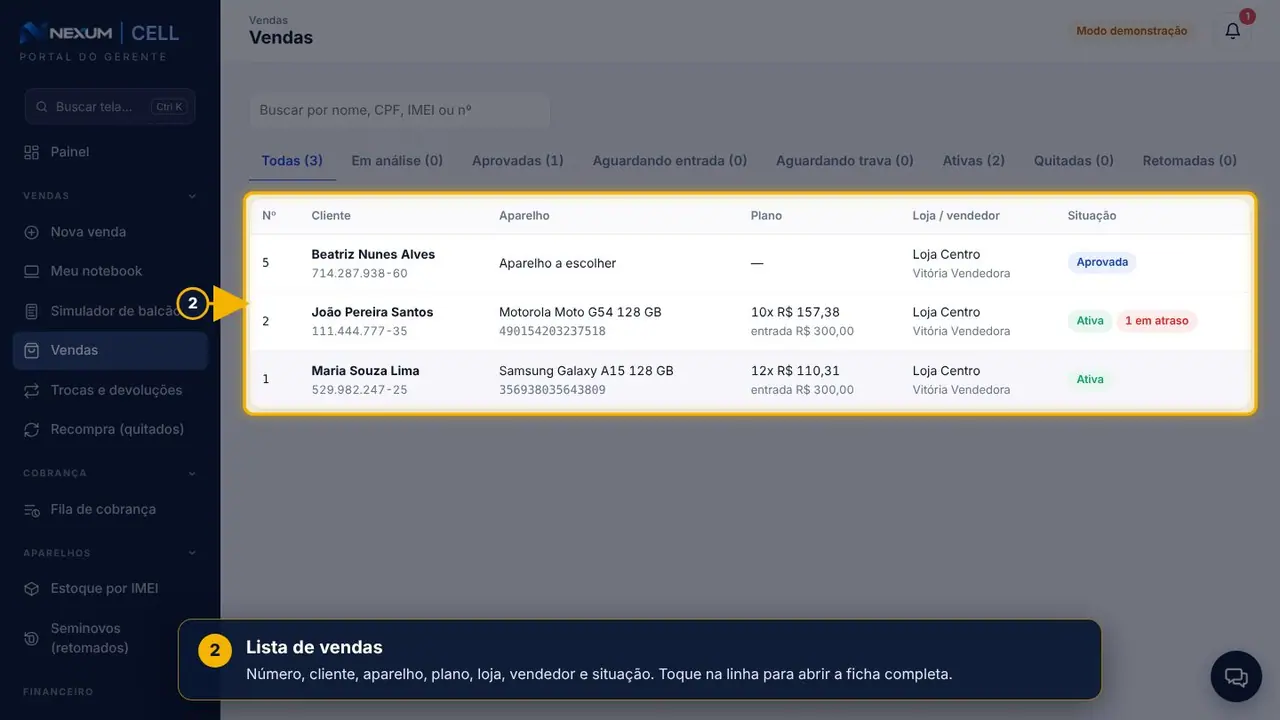 NEXUM | CELL
PORTAL DO GERENTE
Buscar tela... Ctrl K
Painel
VENDAS
Nova venda
Meu notebook
Simulador de balcão
Vendas
Trocas e devoluções
Recompra (quitados)
COBRANÇA
Fila de cobrança
APARELHOS
Estoque por IMEI
Seminovos
(retomados)
FINANCEIRO
Vendas
Vendas
Modo demonstração
1
Buscar por nome, CPF, IMEI ou nº
Todas (3) Em análise (0) Aprovadas (1) Aguardando entrada (0) Aguardando trava (0) Ativas (2) Quitadas (0) Retomadas (0)
Nº Cliente Aparelho Plano Loja / vendedor Situação
5 Beatriz Nunes Alves Aparelho a escolher — Loja Centro Aprovada
714.287.938-60 Vitória Vendedora
2 João Pereira Santos Motorola Moto G54 128 GB 10x R$ 157,38 Loja Centro Ativa 1 em atraso
111.444.777-35 490154203237518 entrada R$ 300,00 Vitória Vendedora
1 Maria Souza Lima Samsung Galaxy A15 128 GB 12x R$ 110,31 Loja Centro Ativa
529.982.247-25 356938035643809 entrada R$ 300,00 Vitória Vendedora
2
2 Lista de vendas
Número, cliente, aparelho, plano, loja, vendedor e situação. Toque na linha para abrir a ficha completa.